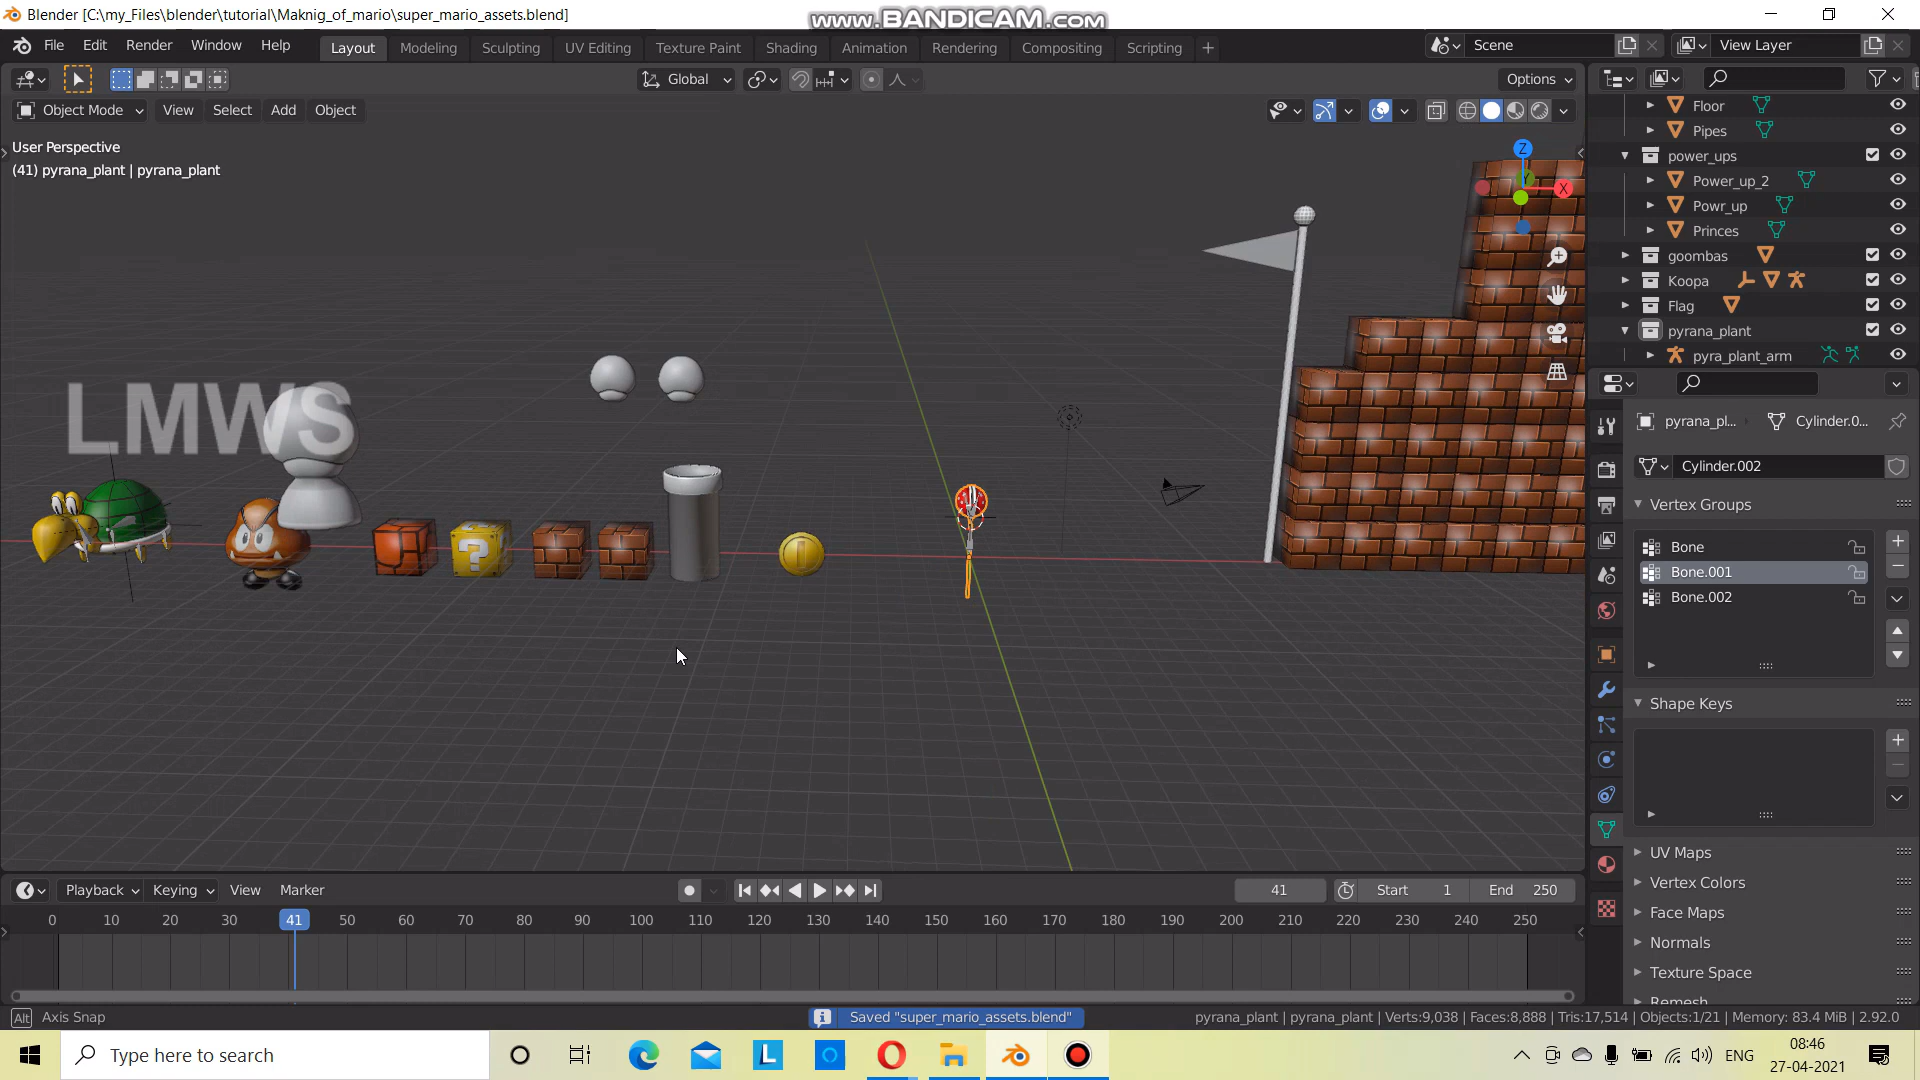 Blender [C:\my_Files\blender\tutorial\Maknig_of_mario\super_mario_assets.blend]
www.BANDICAM.com
File Edit Render Window Help
Layout Modeling Sculpting UV Editing Texture Paint Shading Animation Rendering Compositing Scripting +
Scene
View Layer
Global
Options
Object Mode View Select Add Object
User Perspective
(41) pyrana_plant | pyrana_plant
Z
Y
X
LMWS
?
Floor
Pipes
power_ups
Power_up_2
Powr_up
Princes
goombas
Koopa
Flag
pyrana_plant
pyra_plant_arm
pyrana_pl...
Cylinder.0...
Cylinder.002
Vertex Groups
Bone
Bone.001
Bone.002
Shape Keys
UV Maps
Vertex Colors
Face Maps
Normals
Texture Space
Remesh
Playback Keying View Marker
41
Start 1
End 250
0 10 20 30 41 50 60 70 80 90 100 110 120 130 140 150 160 170 180 190 200 210 220 230 240 250
Alt Axis Snap
Saved "super_mario_assets.blend"
pyrana_plant | pyrana_plant | Verts:9,038 | Faces:8,888 | Tris:17,514 | Objects:1/21 | Memory: 83.4 MiB | 2.92.0
Type here to search
L
ENG
08:46
27-04-2021